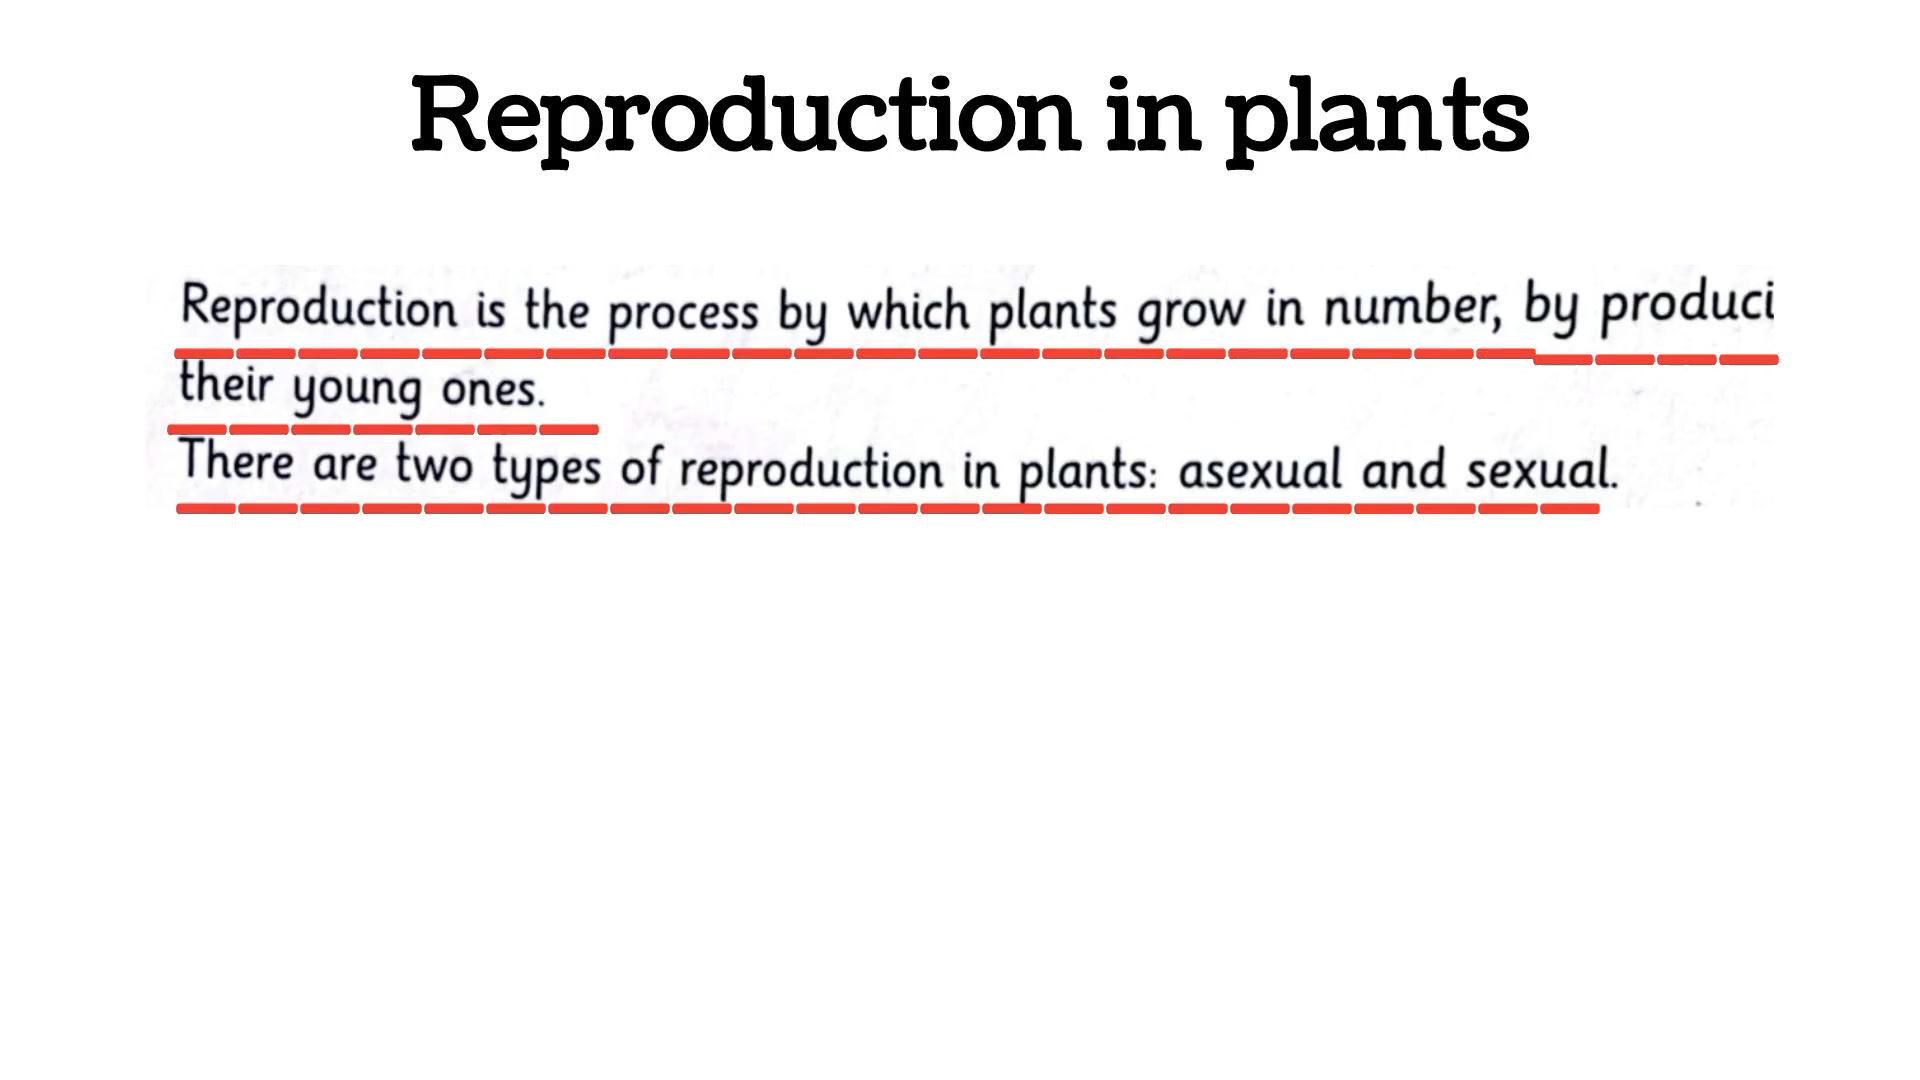 Reproduction in plants
Reproduction is the process by which plants grow in number, by produci
their young ones.
There are two types of reproduction in plants: asexual and sexual.